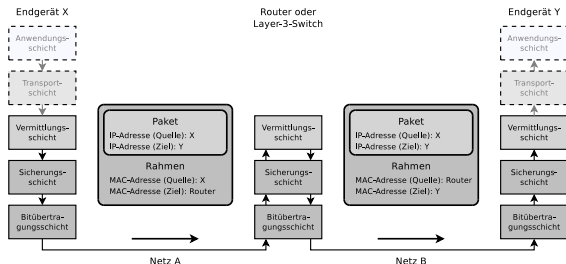 Endgerät X
Anwendungs-
schicht
Transport-
schicht
Vermittlungs-
schicht
Sicherungs-
schicht
Bitübertra-
gungsschicht
Paket
IP-Adresse (Quelle): X
IP-Adresse (Ziel): Y
Rahmen
MAC-Adresse (Quelle): X
MAC-Adresse (Ziel): Router
Netz A
Router oder
Layer-3-Switch
Vermittlungs-
schicht
Sicherungs-
schicht
Bitübertra-
gungsschicht
Paket
IP-Adresse (Quelle): X
IP-Adresse (Ziel): Y
Rahmen
MAC-Adresse (Quelle): Router
MAC-Adresse (Ziel): Y
Netz B
Endgerät Y
Anwendungs-
schicht
Transport-
schicht
Vermittlungs-
schicht
Sicherungs-
schicht
Bitübertra-
gungsschicht